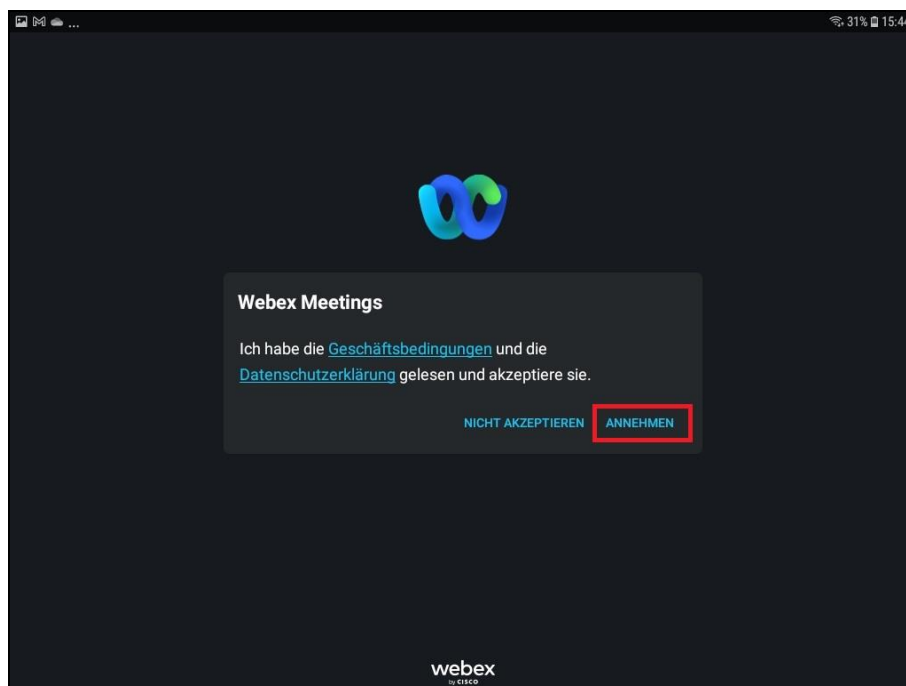 ... 31% 15:44
Webex Meetings
Ich habe die Geschäftsbedingungen und die
Datenschutzerklärung gelesen und akzeptiere sie.
NICHT AKZEPTIEREN ANNEHMEN
webex
by CISCO